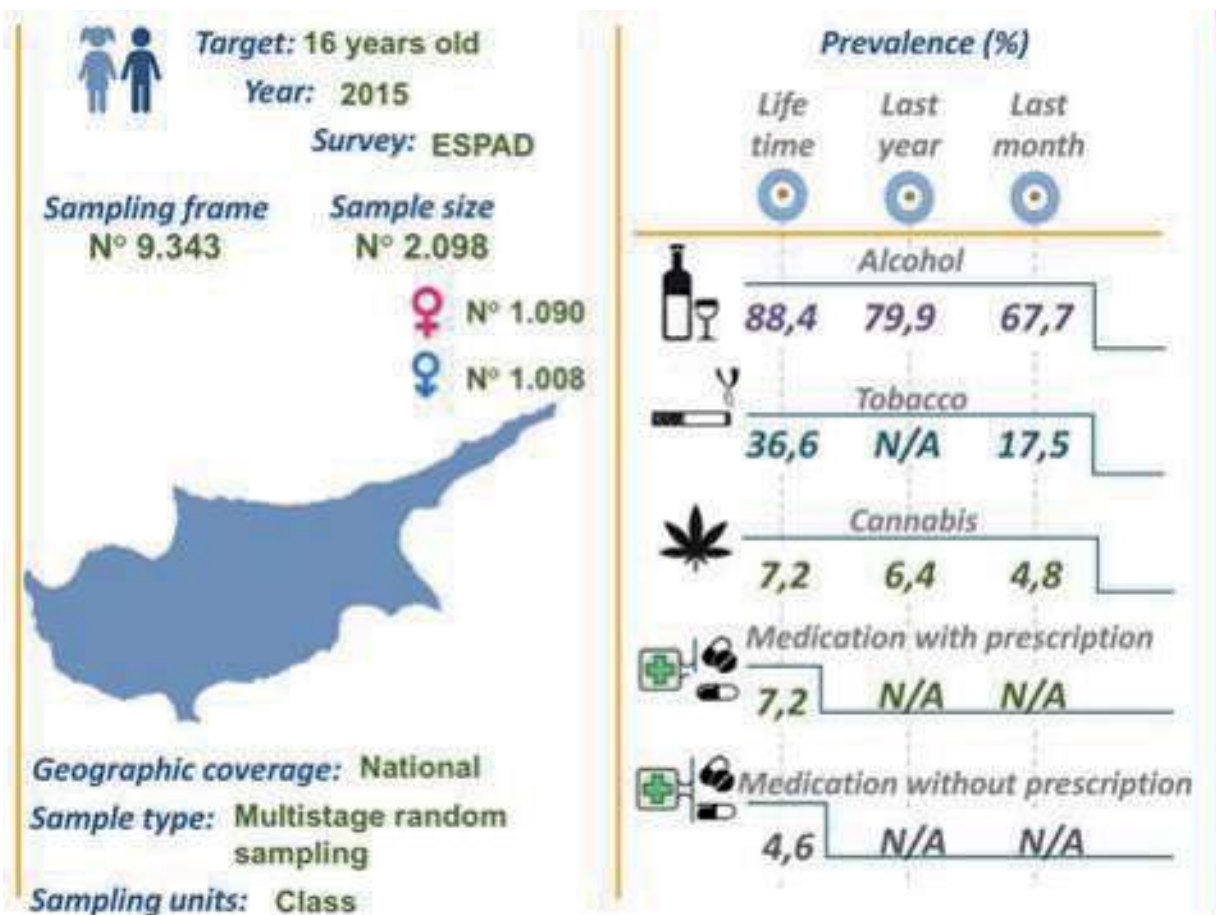 Target: 16 years old
Year: 2015
Survey: ESPAD
Sampling frame
N° 9.343
Sample size
N° 2.098
N° 1.090
N° 1.008
Geographic coverage: National
Sample type: Multistage random
sampling
Sampling units: Class
Prevalence (%)
Life
time
Last
year
Last
month
Alcohol
88,4 79,9 67,7
Tobacco
36,6 N/A 17,5
Cannabis
7,2 6,4 4,8
Medication with prescription
7,2 N/A N/A
Medication without prescription
4,6 N/A N/A